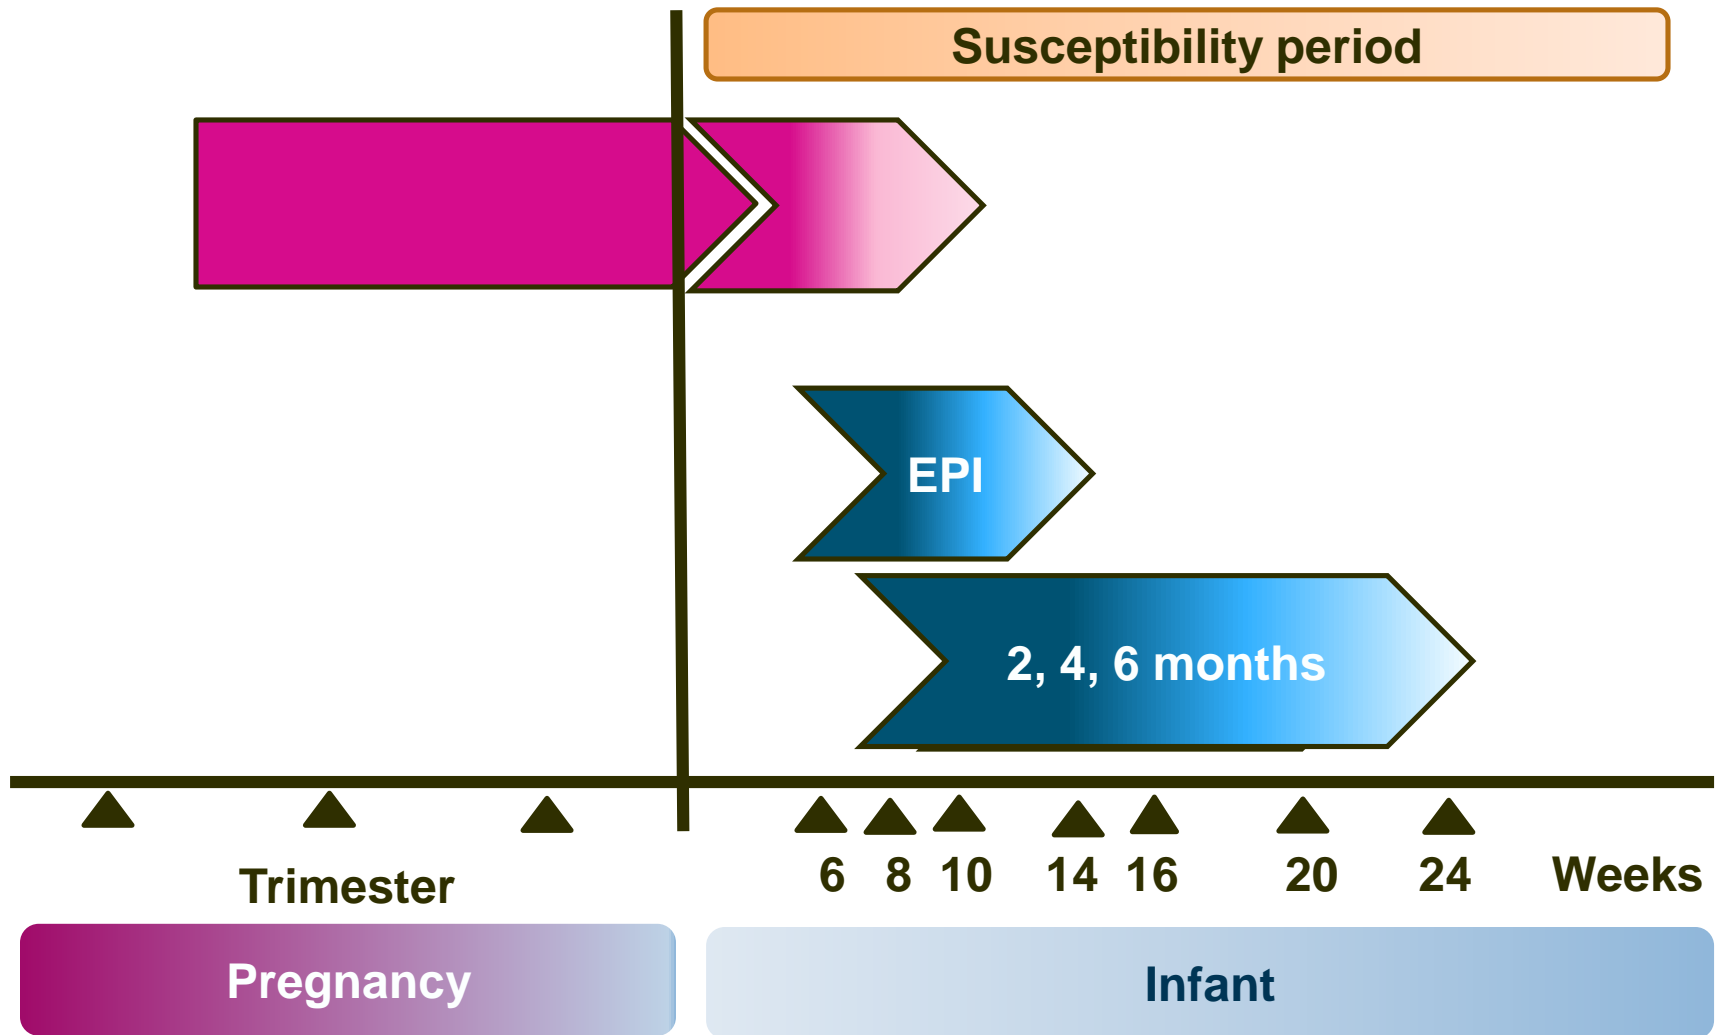 Susceptibility period
EPI
2, 4, 6 months
6 8 10 14 16 20 24 Weeks
Trimester
Pregnancy
Infant